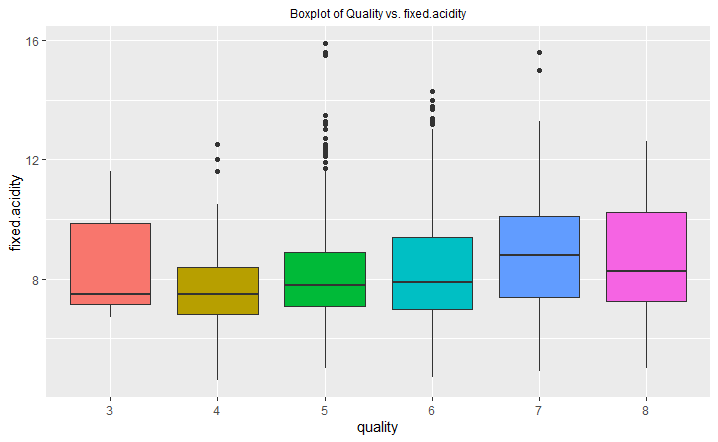 Boxplot of Quality vs. fixed.acidity
16
12
8
fixed.acidity
3 4 5 6 7 8
quality